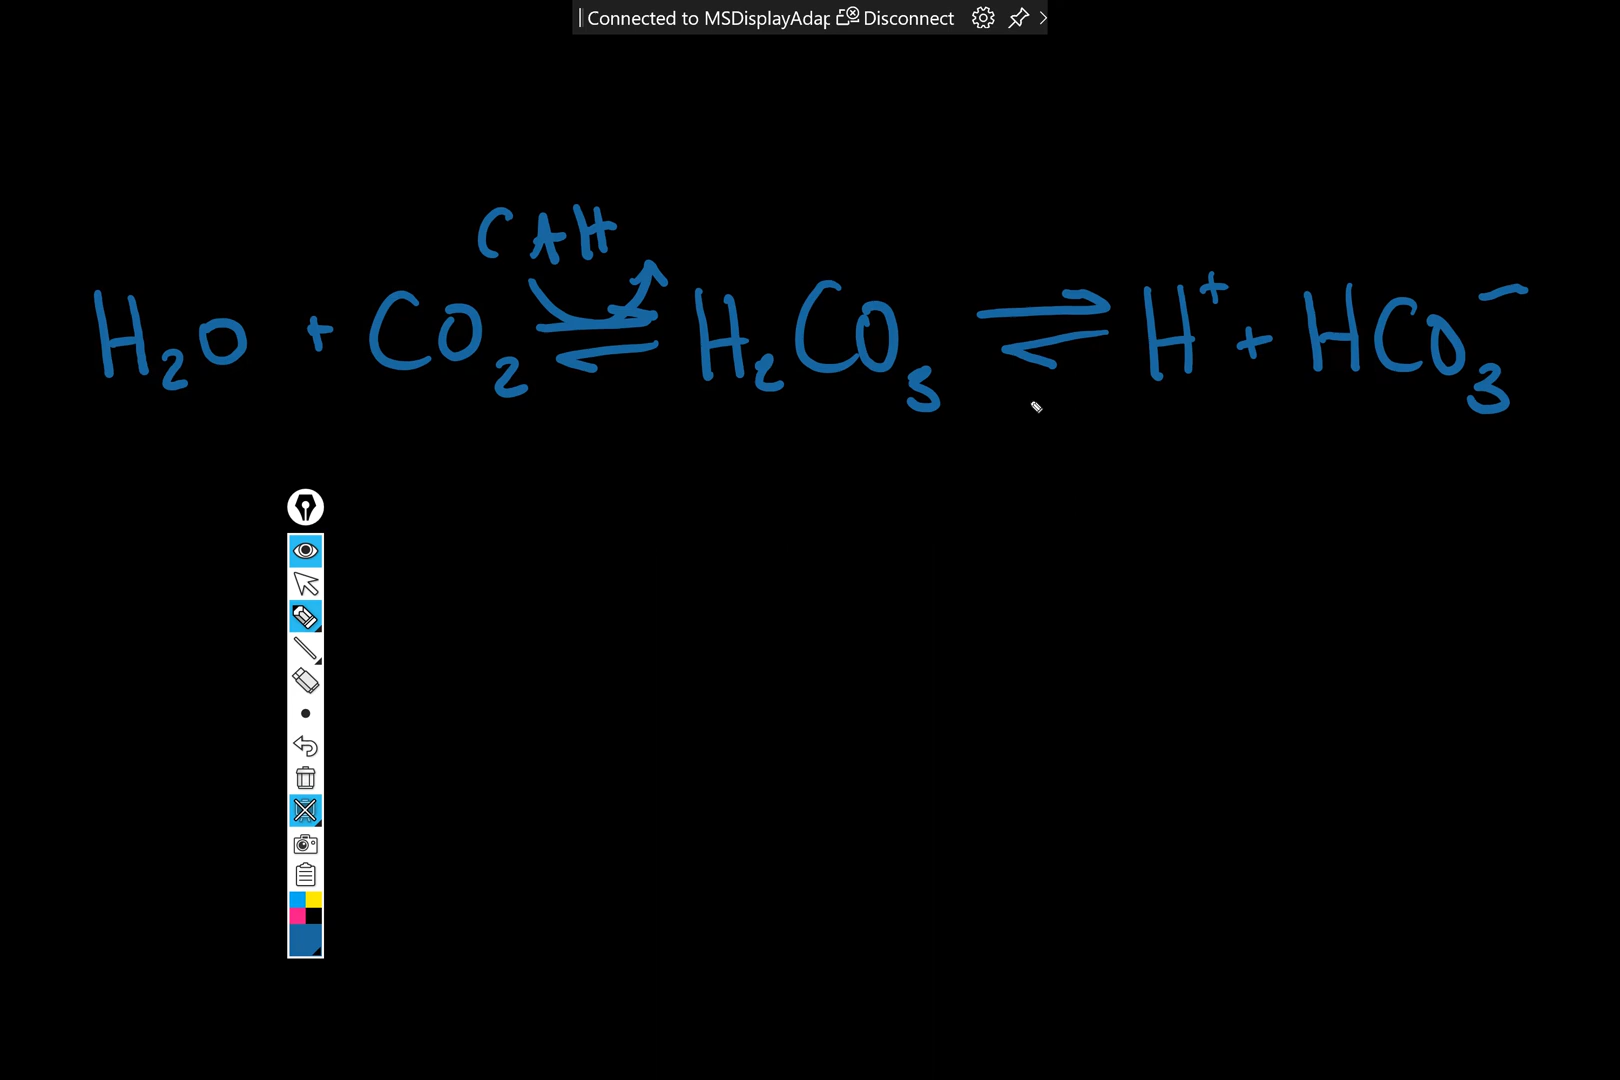 Connected to MSDisplayAdap Disconnect
CAH
H₂O + CO₂ ⇌ H₂CO₃ ⇌ H⁺ + HCO₃⁻